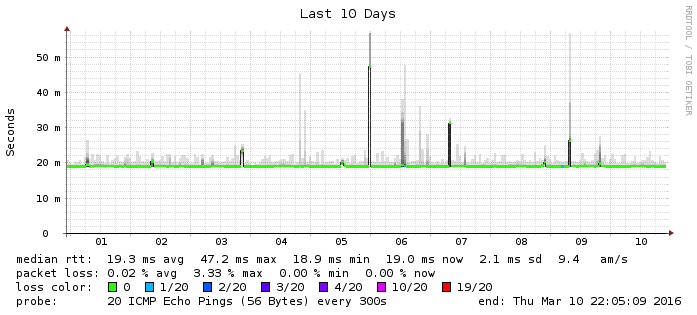 Last 10 Days
RRDTOOL / TOBI OETIKER
Seconds
50 m
40 m
30 m
20 m
10 m
0
01 02 03 04 05 06 07 08 09 10
median rtt: 19.3 ms avg 47.2 ms max 18.9 ms min 19.0 ms now 2.1 ms sd 9.4 am/s
packet loss: 0.02 % avg 3.33 % max 0.00 % min 0.00 % now
loss color: 0 1/20 2/20 3/20 4/20 10/20 19/20
probe: 20 ICMP Echo Pings (56 Bytes) every 300s end: Thu Mar 10 22:05:09 2016